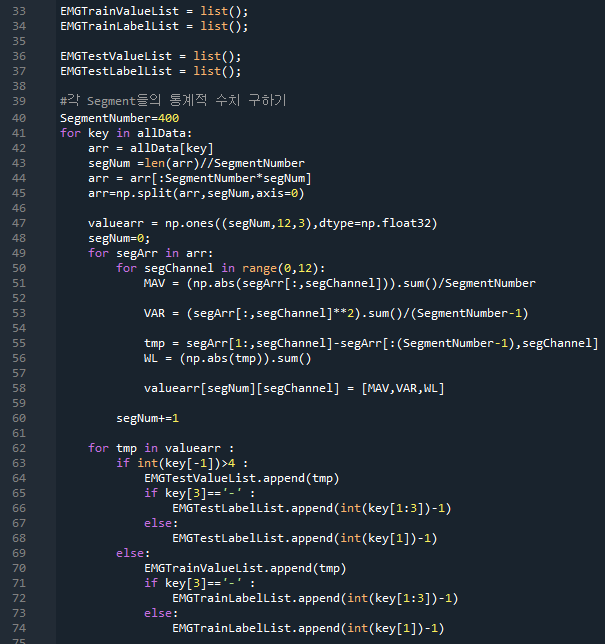 33 EMGTrainValueList = list();
34 EMGTrainLabelList = list();
35
36 EMGTestValueList = list();
37 EMGTestLabelList = list();
38
39 #각 Segment들의 통계적 수치 구하기
40 SegmentNumber=400
41 for key in allData:
42     arr = allData[key]
43     segNum =len(arr)//SegmentNumber
44     arr = arr[:SegmentNumber*segNum]
45     arr=np.split(arr,segNum,axis=0)
46
47     valuearr = np.ones((segNum,12,3),dtype=np.float32)
48     segNum=0;
49     for segArr in arr:
50         for segChannel in range(0,12):
51             MAV = (np.abs(segArr[:,segChannel])).sum()/SegmentNumber
52
53             VAR = (segArr[:,segChannel]**2).sum()/(SegmentNumber-1)
54
55             tmp = segArr[1:,segChannel]-segArr[:(SegmentNumber-1),segChannel]
56             WL = (np.abs(tmp)).sum()
57
58             valuearr[segNum][segChannel] = [MAV,VAR,WL]
59
60         segNum+=1
61
62     for tmp in valuearr :
63         if int(key[-1])>4 :
64             EMGTestValueList.append(tmp)
65             if key[3]=='-' :
66                 EMGTestLabelList.append(int(key[1:3])-1)
67             else:
68                 EMGTestLabelList.append(int(key[1])-1)
69         else:
70             EMGTrainValueList.append(tmp)
71             if key[3]=='-' :
72                 EMGTrainLabelList.append(int(key[1:3])-1)
73             else:
74                 EMGTrainLabelList.append(int(key[1])-1)
75